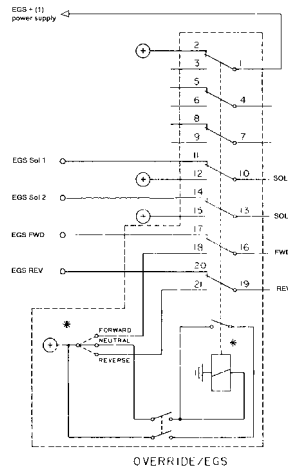 EGS + (1)
power supply
2
3
1
5
6
4
8
9
7
EGS Sol 1
11
12
10
SOL
EGS Sol 2
14
15
13
SOL
EGS FWD
17
18
16
FWD
EGS REV
20
21
19
REV
*
FORWARD
NEUTRAL
REVERSE
*
OVERRIDE/EGS